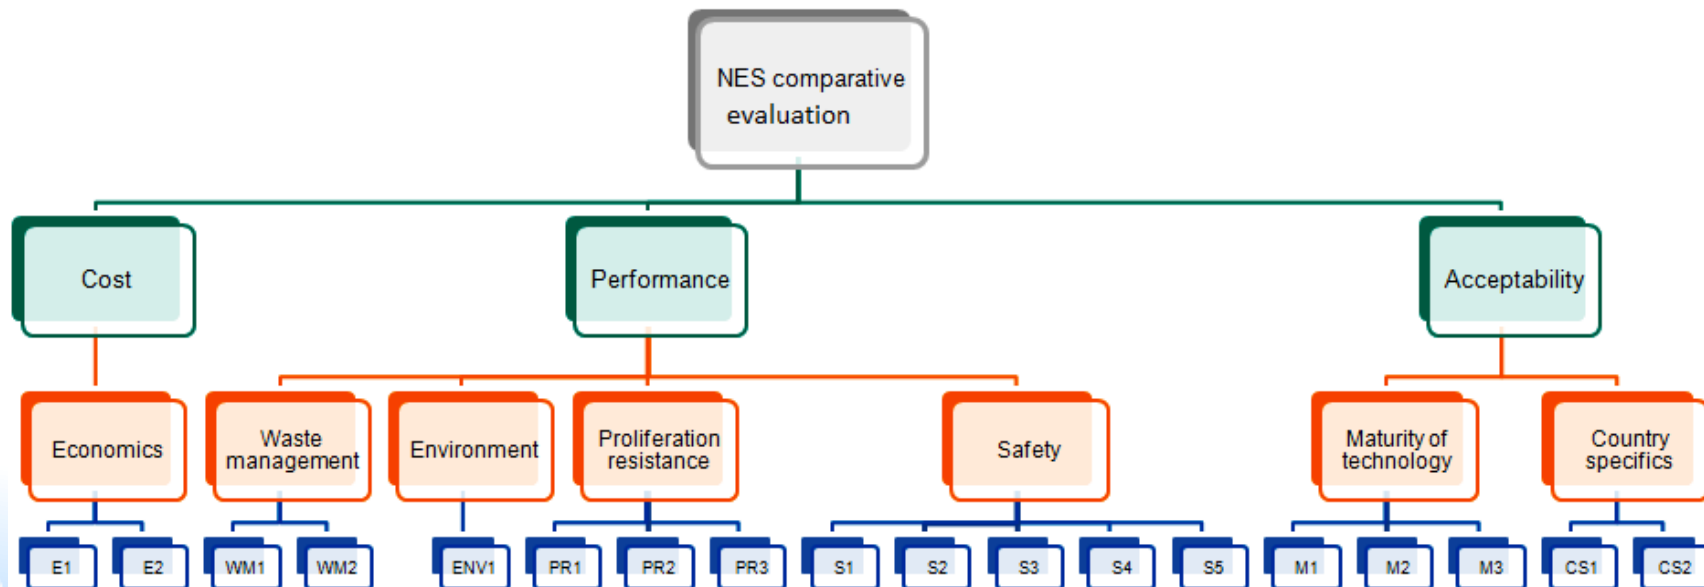 NES comparative
evaluation
Cost
Performance
Acceptability
Economics
Waste
management
Environment
Proliferation
resistance
Safety
Maturity of
technology
Country
specifics
E1
E2
WM1
WM2
ENV1
PR1
PR2
PR3
S1
S2
S3
S4
S5
M1
M2
M3
CS1
CS2